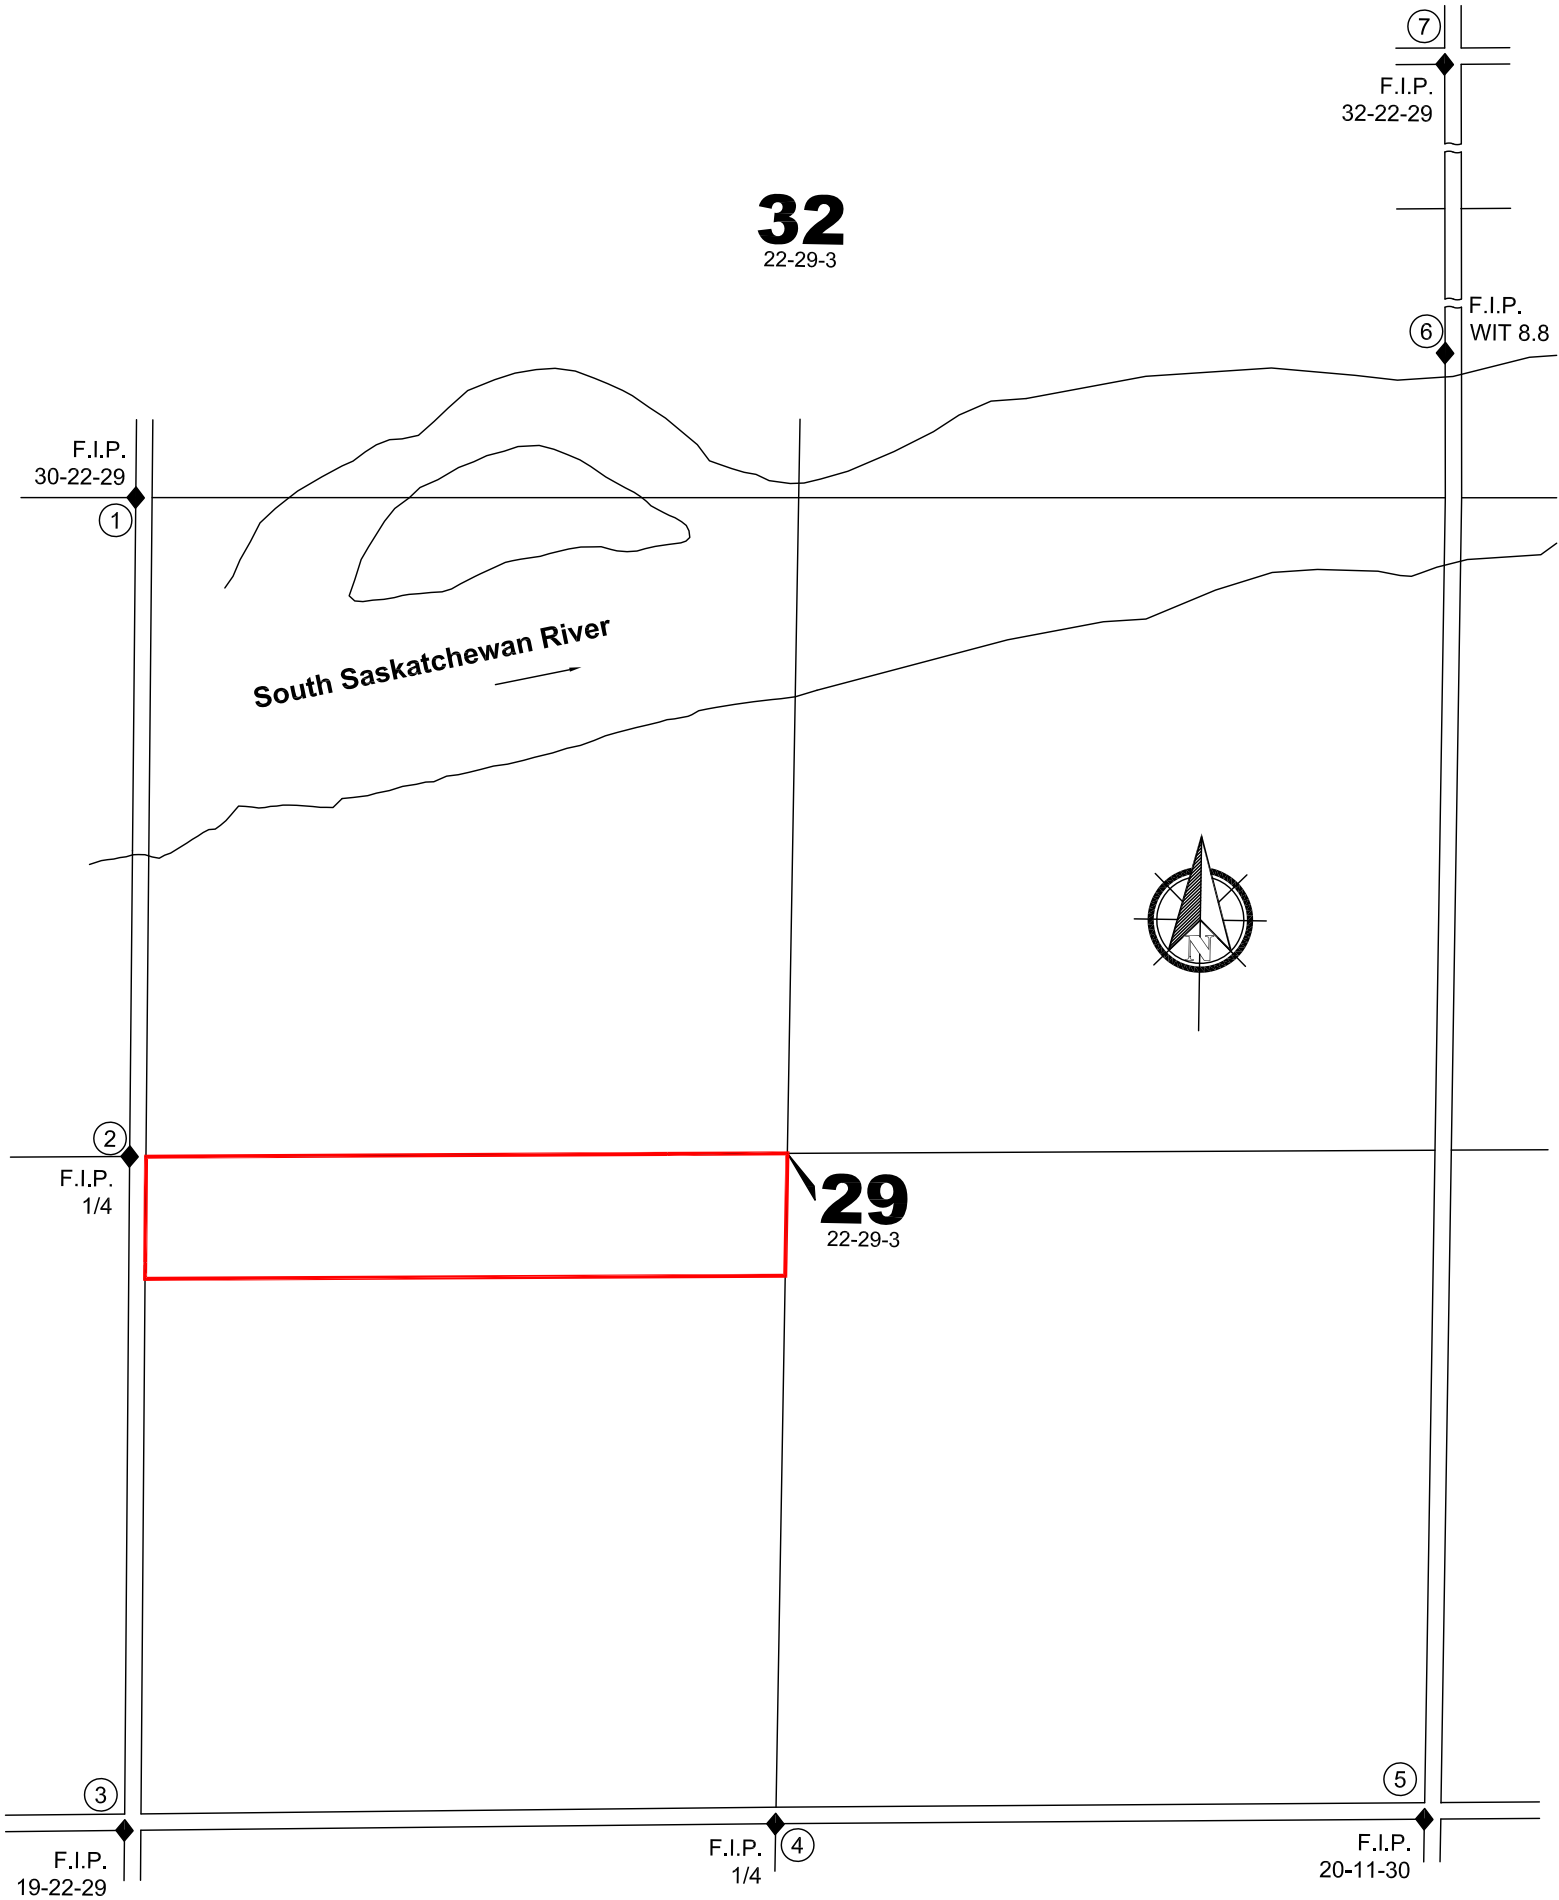 7
F.I.P.
32-22-29
32
22-29-3
F.I.P.
WIT 8.8
6
F.I.P.
30-22-29
1
South Saskatchewan River
N
2
F.I.P.
1/4
29
22-29-3
3
F.I.P.
19-22-29
F.I.P.
1/4
4
5
F.I.P.
20-11-30